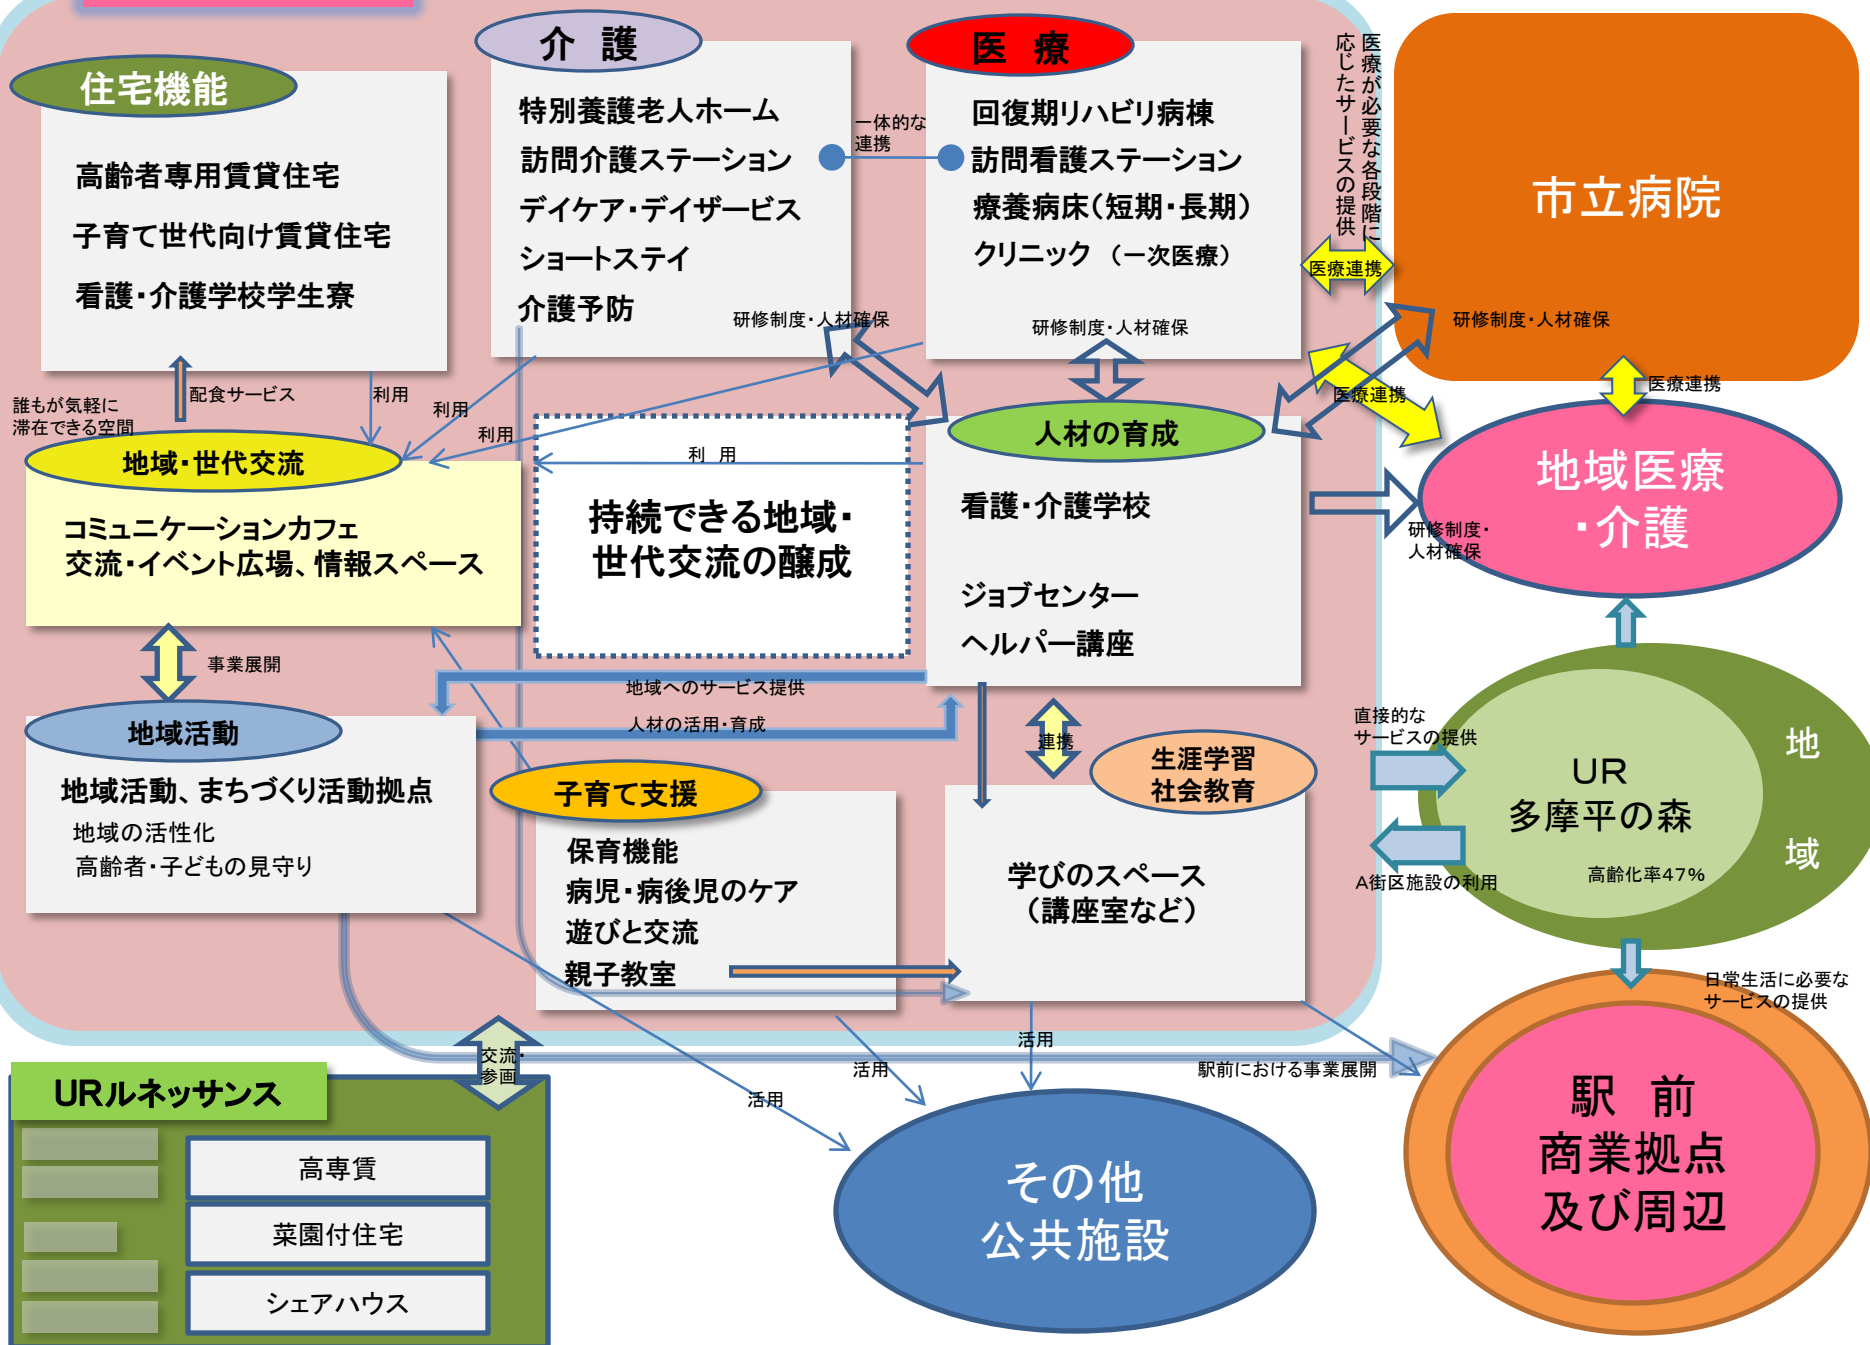 介　護
医　療
住宅機能
高齢者専用賃貸住宅
子育て世代向け賃貸住宅
看護・介護学校学生寮
特別養護老人ホーム
訪問介護ステーション
デイケア・デイザービス
ショートステイ
介護予防
一体的な
連携
回復期リハビリ病棟
訪問看護ステーション
療養病床（短期・長期）
クリニック （一次医療）
医療が必要な各段階に
応じたサービスの提供
市立病院
医療連携
研修制度・人材確保
研修制度・人材確保
研修制度・人材確保
医療連携
医療連携
配食サービス
利用
利用
利用
利　用
誰もが気軽に
滞在できる空間
地域・世代交流
コミュニケーションカフェ
交流・イベント広場、情報スペース
持続できる地域・
世代交流の醸成
人材の育成
看護・介護学校
ジョブセンター
ヘルパー講座
地域医療
・介護
研修制度・
人材確保
事業展開
地域へのサービス提供
人材の活用・育成
連携
地域活動
地域活動、まちづくり活動拠点
地域の活性化
高齢者・子どもの見守り
子育て支援
保育機能
病児・病後児のケア
遊びと交流
親子教室
生涯学習
社会教育
学びのスペース
（講座室など）
直接的な
サービスの提供
A街区施設の利用
UR
多摩平の森
高齢化率47%
地
域
日常生活に必要な
サービスの提供
交流・
参画
活用
活用
活用
駅前における事業展開
URルネッサンス
高専賃
菜園付住宅
シェアハウス
その他
公共施設
駅　前
商業拠点
及び周辺